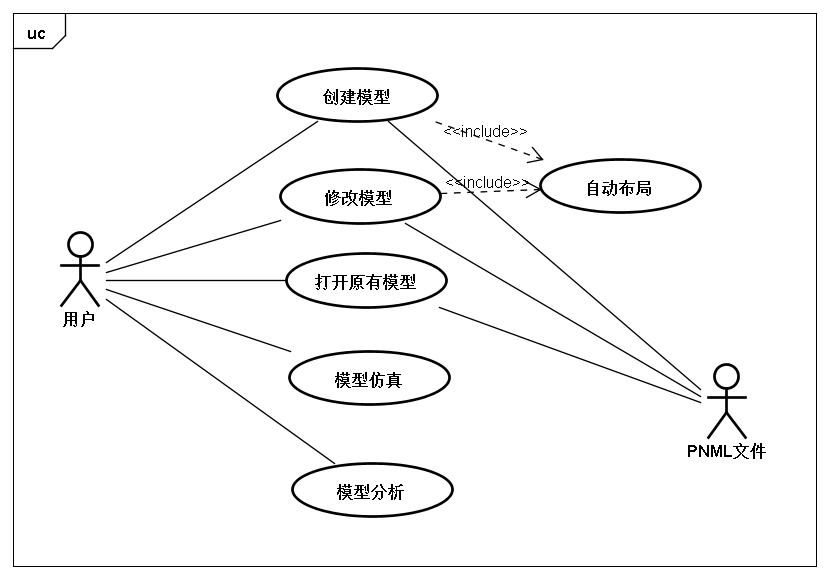 uc
创建模型
<<include>>
修改模型
<<include>>
自动布局
打开原有模型
用户
模型仿真
PNML文件
模型分析